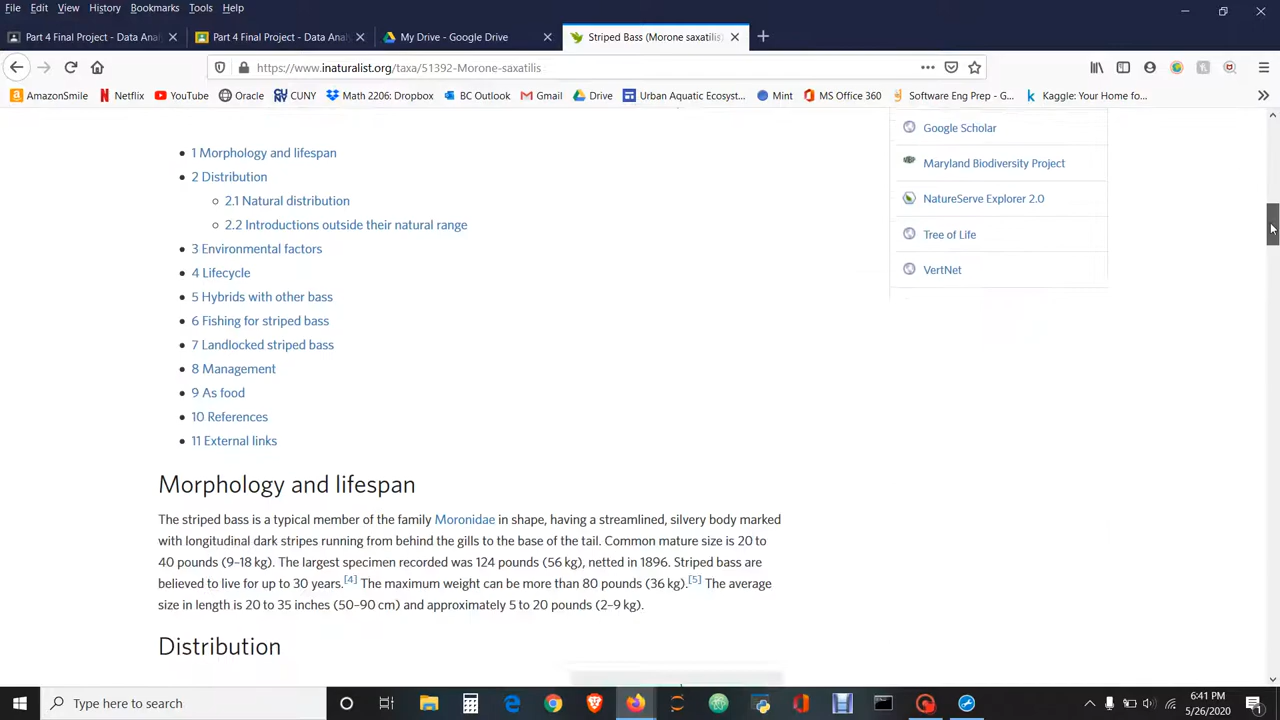 File Edit View History Bookmarks Tools Help
Part 4 Final Project - Data Anal
Part 4 Final Project - Data Anal
My Drive - Google Drive
Striped Bass (Morone saxatilis)
https://www.inaturalist.org/taxa/51392-Morone-saxatilis
AmazonSmile Netflix YouTube Oracle CUNY Math 2206: Dropbox BC Outlook Gmail Drive Urban Aquatic Ecosyst... Mint MS Office 360 Software Eng Prep - G... Kaggle: Your Home fo...
Google Scholar
Maryland Biodiversity Project
NatureServe Explorer 2.0
Tree of Life
VertNet
1 Morphology and lifespan
2 Distribution
2.1 Natural distribution
2.2 Introductions outside their natural range
3 Environmental factors
4 Lifecycle
5 Hybrids with other bass
6 Fishing for striped bass
7 Landlocked striped bass
8 Management
9 As food
10 References
11 External links
Morphology and lifespan
The striped bass is a typical member of the family Moronidae in shape, having a streamlined, silvery body marked
with longitudinal dark stripes running from behind the gills to the base of the tail. Common mature size is 20 to
40 pounds (9–18 kg). The largest specimen recorded was 124 pounds (56 kg), netted in 1896. Striped bass are
believed to live for up to 30 years.[4] The maximum weight can be more than 80 pounds (36 kg).[5] The average
size in length is 20 to 35 inches (50–90 cm) and approximately 5 to 20 pounds (2–9 kg).
Distribution
Type here to search
6:41 PM
5/26/2020